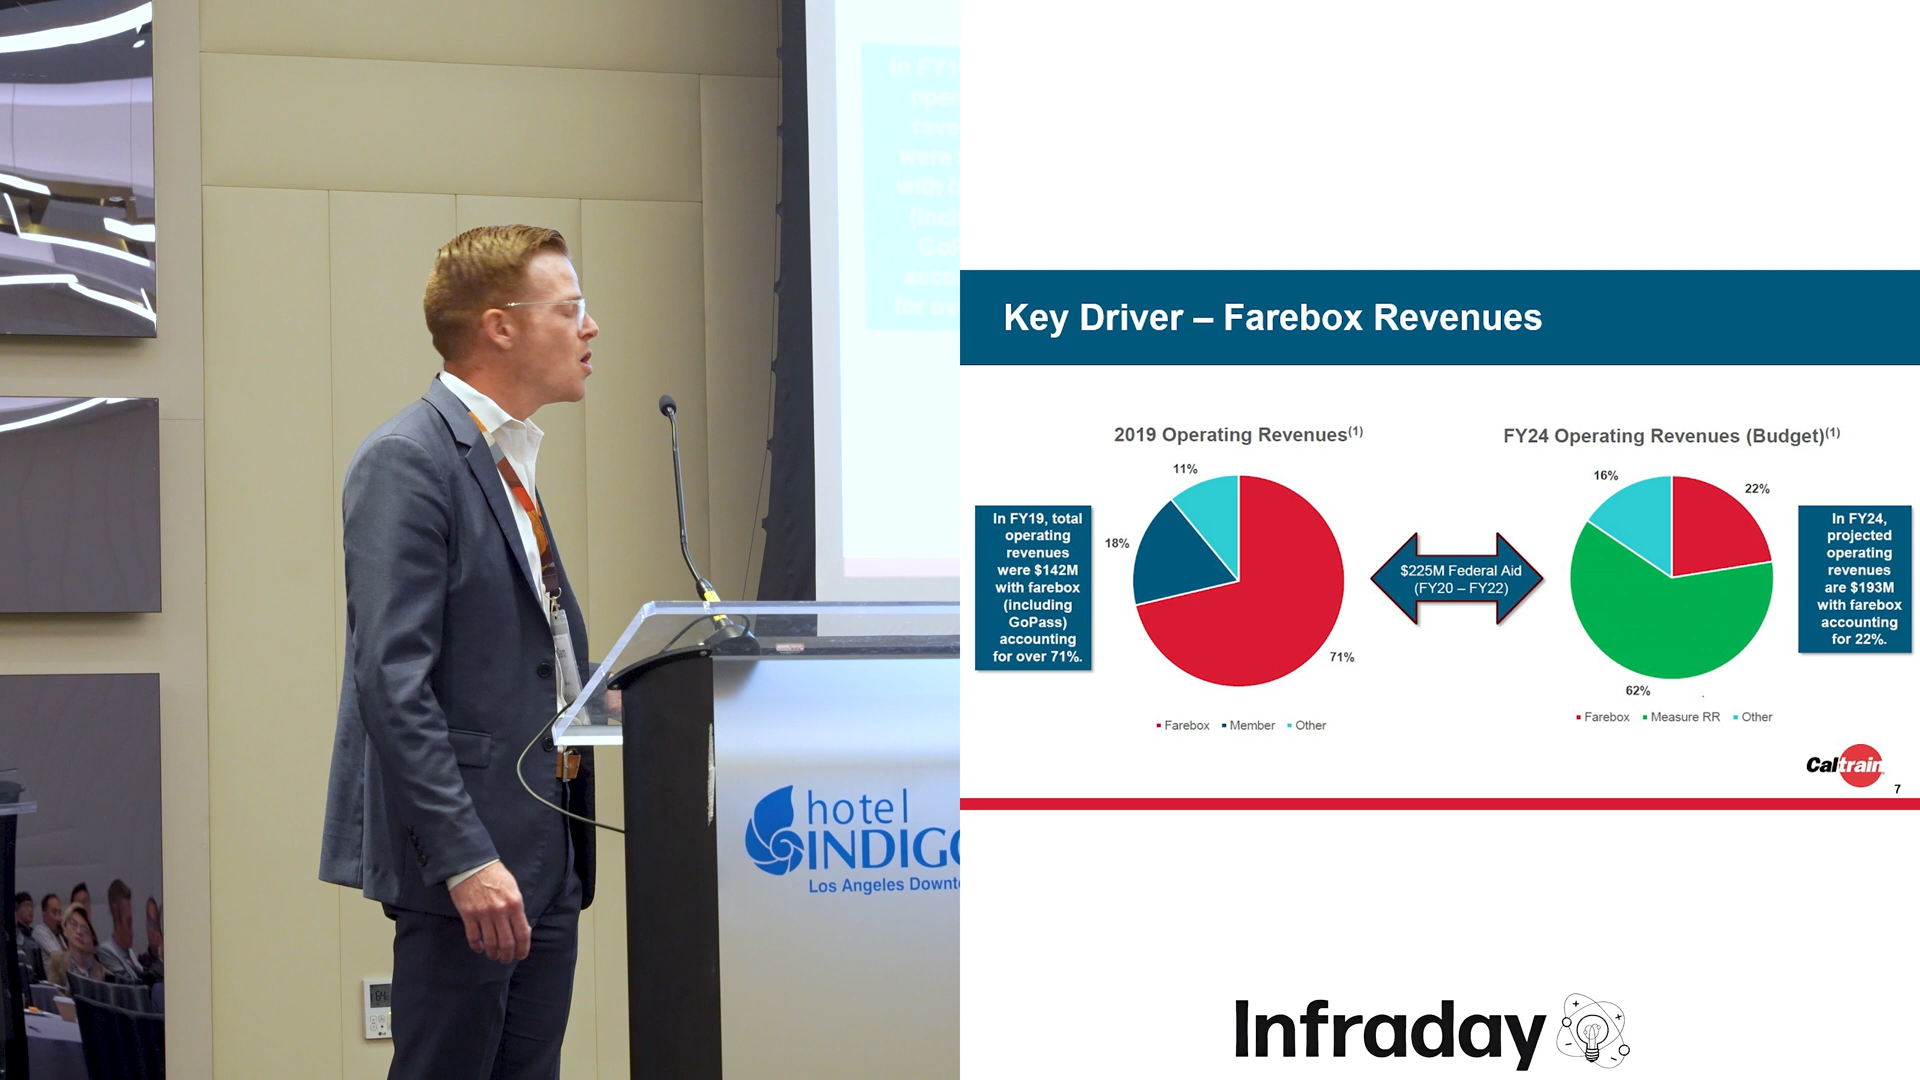 hotel
INDIGO
Los Angeles Downt
Key Driver – Farebox Revenues
2019 Operating Revenues(1)
FY24 Operating Revenues (Budget)(1)
In FY19, total
operating
revenues
were $142M
with farebox
(including
GoPass)
accounting
for over 71%.
11%
18%
71%
Farebox Member Other
$225M Federal Aid
(FY20 – FY22)
16%
22%
62%
Farebox Measure RR Other
In FY24,
projected
operating
revenues
are $193M
with farebox
accounting
for 22%.
Caltrain
7
Infraday